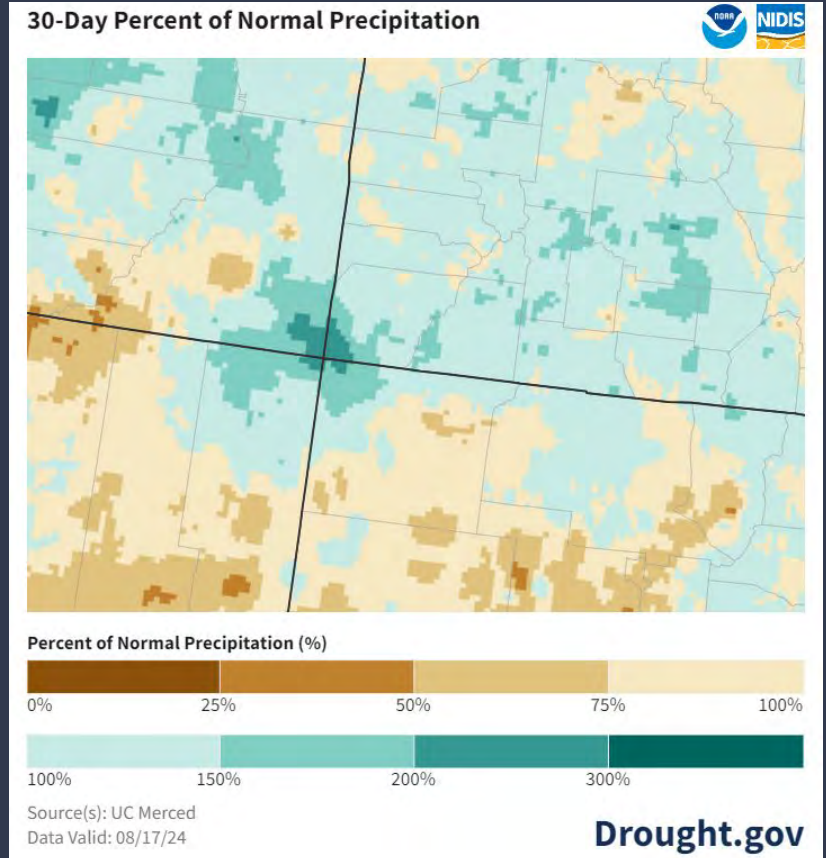 30-Day Percent of Normal Precipitation
NOAA
NIDIS
Percent of Normal Precipitation (%)
0% 25% 50% 75% 100%
100% 150% 200% 300%
Source(s): UC Merced
Data Valid: 08/17/24
Drought.gov